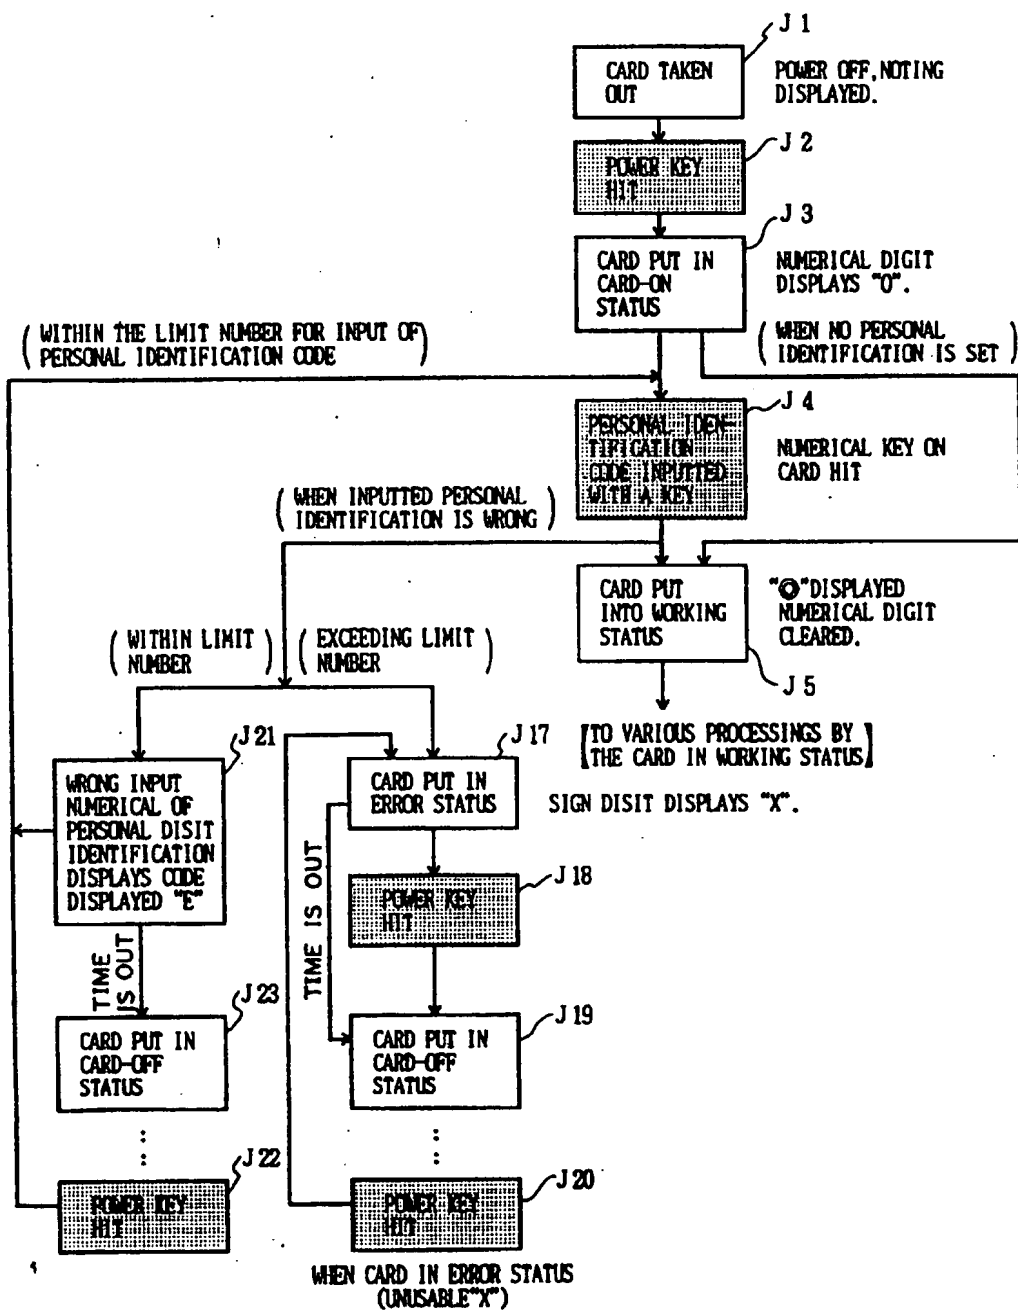 J 1
CARD TAKEN
OUT
POWER OFF, NOTING
DISPLAYED.
J 2
POWER KEY
HIT
J 3
CARD PUT IN
CARD-ON
STATUS
NUMERICAL DIGIT
DISPLAYS "O".
( WITHIN THE LIMIT NUMBER FOR INPUT OF
PERSONAL IDENTIFICATION CODE )
( WHEN NO PERSONAL
IDENTIFICATION IS SET )
J 4
PERSONAL IDEN-
TIFICATION
CODE INPUTTED
WITH A KEY
NUMERICAL KEY ON
CARD HIT
( WHEN INPUTTED PERSONAL
IDENTIFICATION IS WRONG )
CARD PUT
INTO WORKING
STATUS
"◎" DISPLAYED
NUMERICAL DIGIT
CLEARED.
J 5
( WITHIN LIMIT
NUMBER )
( EXCEEDING LIMIT
NUMBER )
[TO VARIOUS PROCESSINGS BY
THE CARD IN WORKING STATUS]
J 21
WRONG INPUT
NUMERICAL OF
PERSONAL DISIT
IDENTIFICATION
DISPLAYS CODE
DISPLAYED "E"
J 17
CARD PUT IN
ERROR STATUS
SIGN DISIT DISPLAYS "X".
TIME IS OUT
J 18
POWER KEY
HIT
TIME
IS OUT
J 23
CARD PUT IN
CARD-OFF
STATUS
J 19
CARD PUT IN
CARD-OFF
STATUS
J 22
POWER KEY
HIT
J 20
POWER KEY
HIT
WHEN CARD IN ERROR STATUS
(UNUSABLE "X")